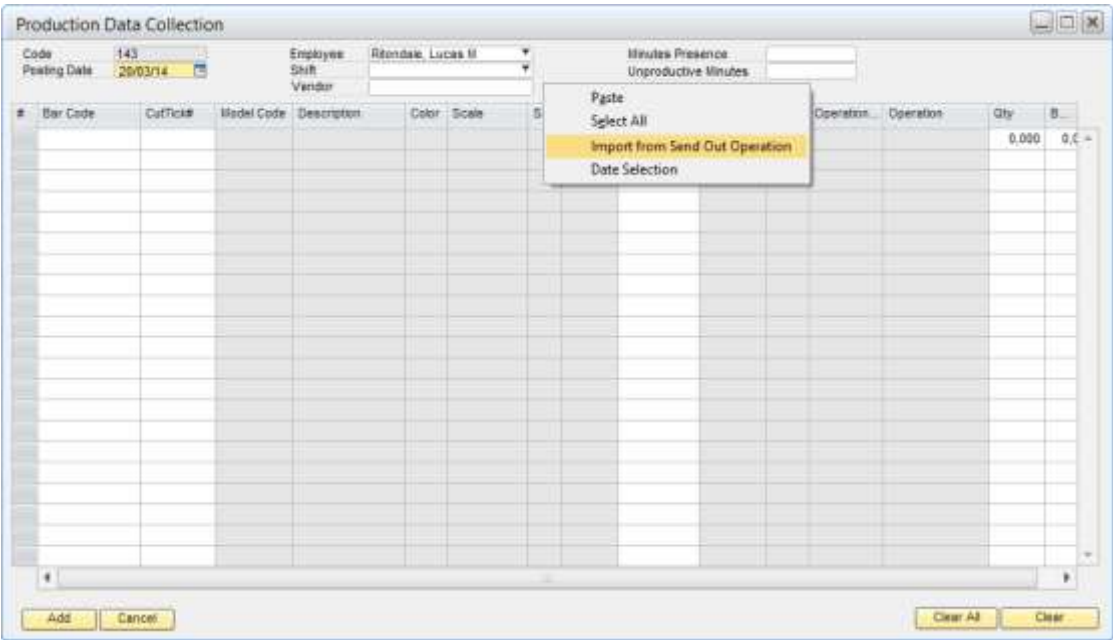 Production Data Collection
Code 143 Employee Ritondale, Lucas M Minutes Presence
Posting Date 20/03/14 Shift Unproductive Minutes
Vendor
Paste
Select All
Import from Send Out Operation
Date Selection
# Bar Code CutTick# Model Code Description Color Scale S Operation... Operation Qty B...
0,000 0,0
Add Cancel Clear All Clear